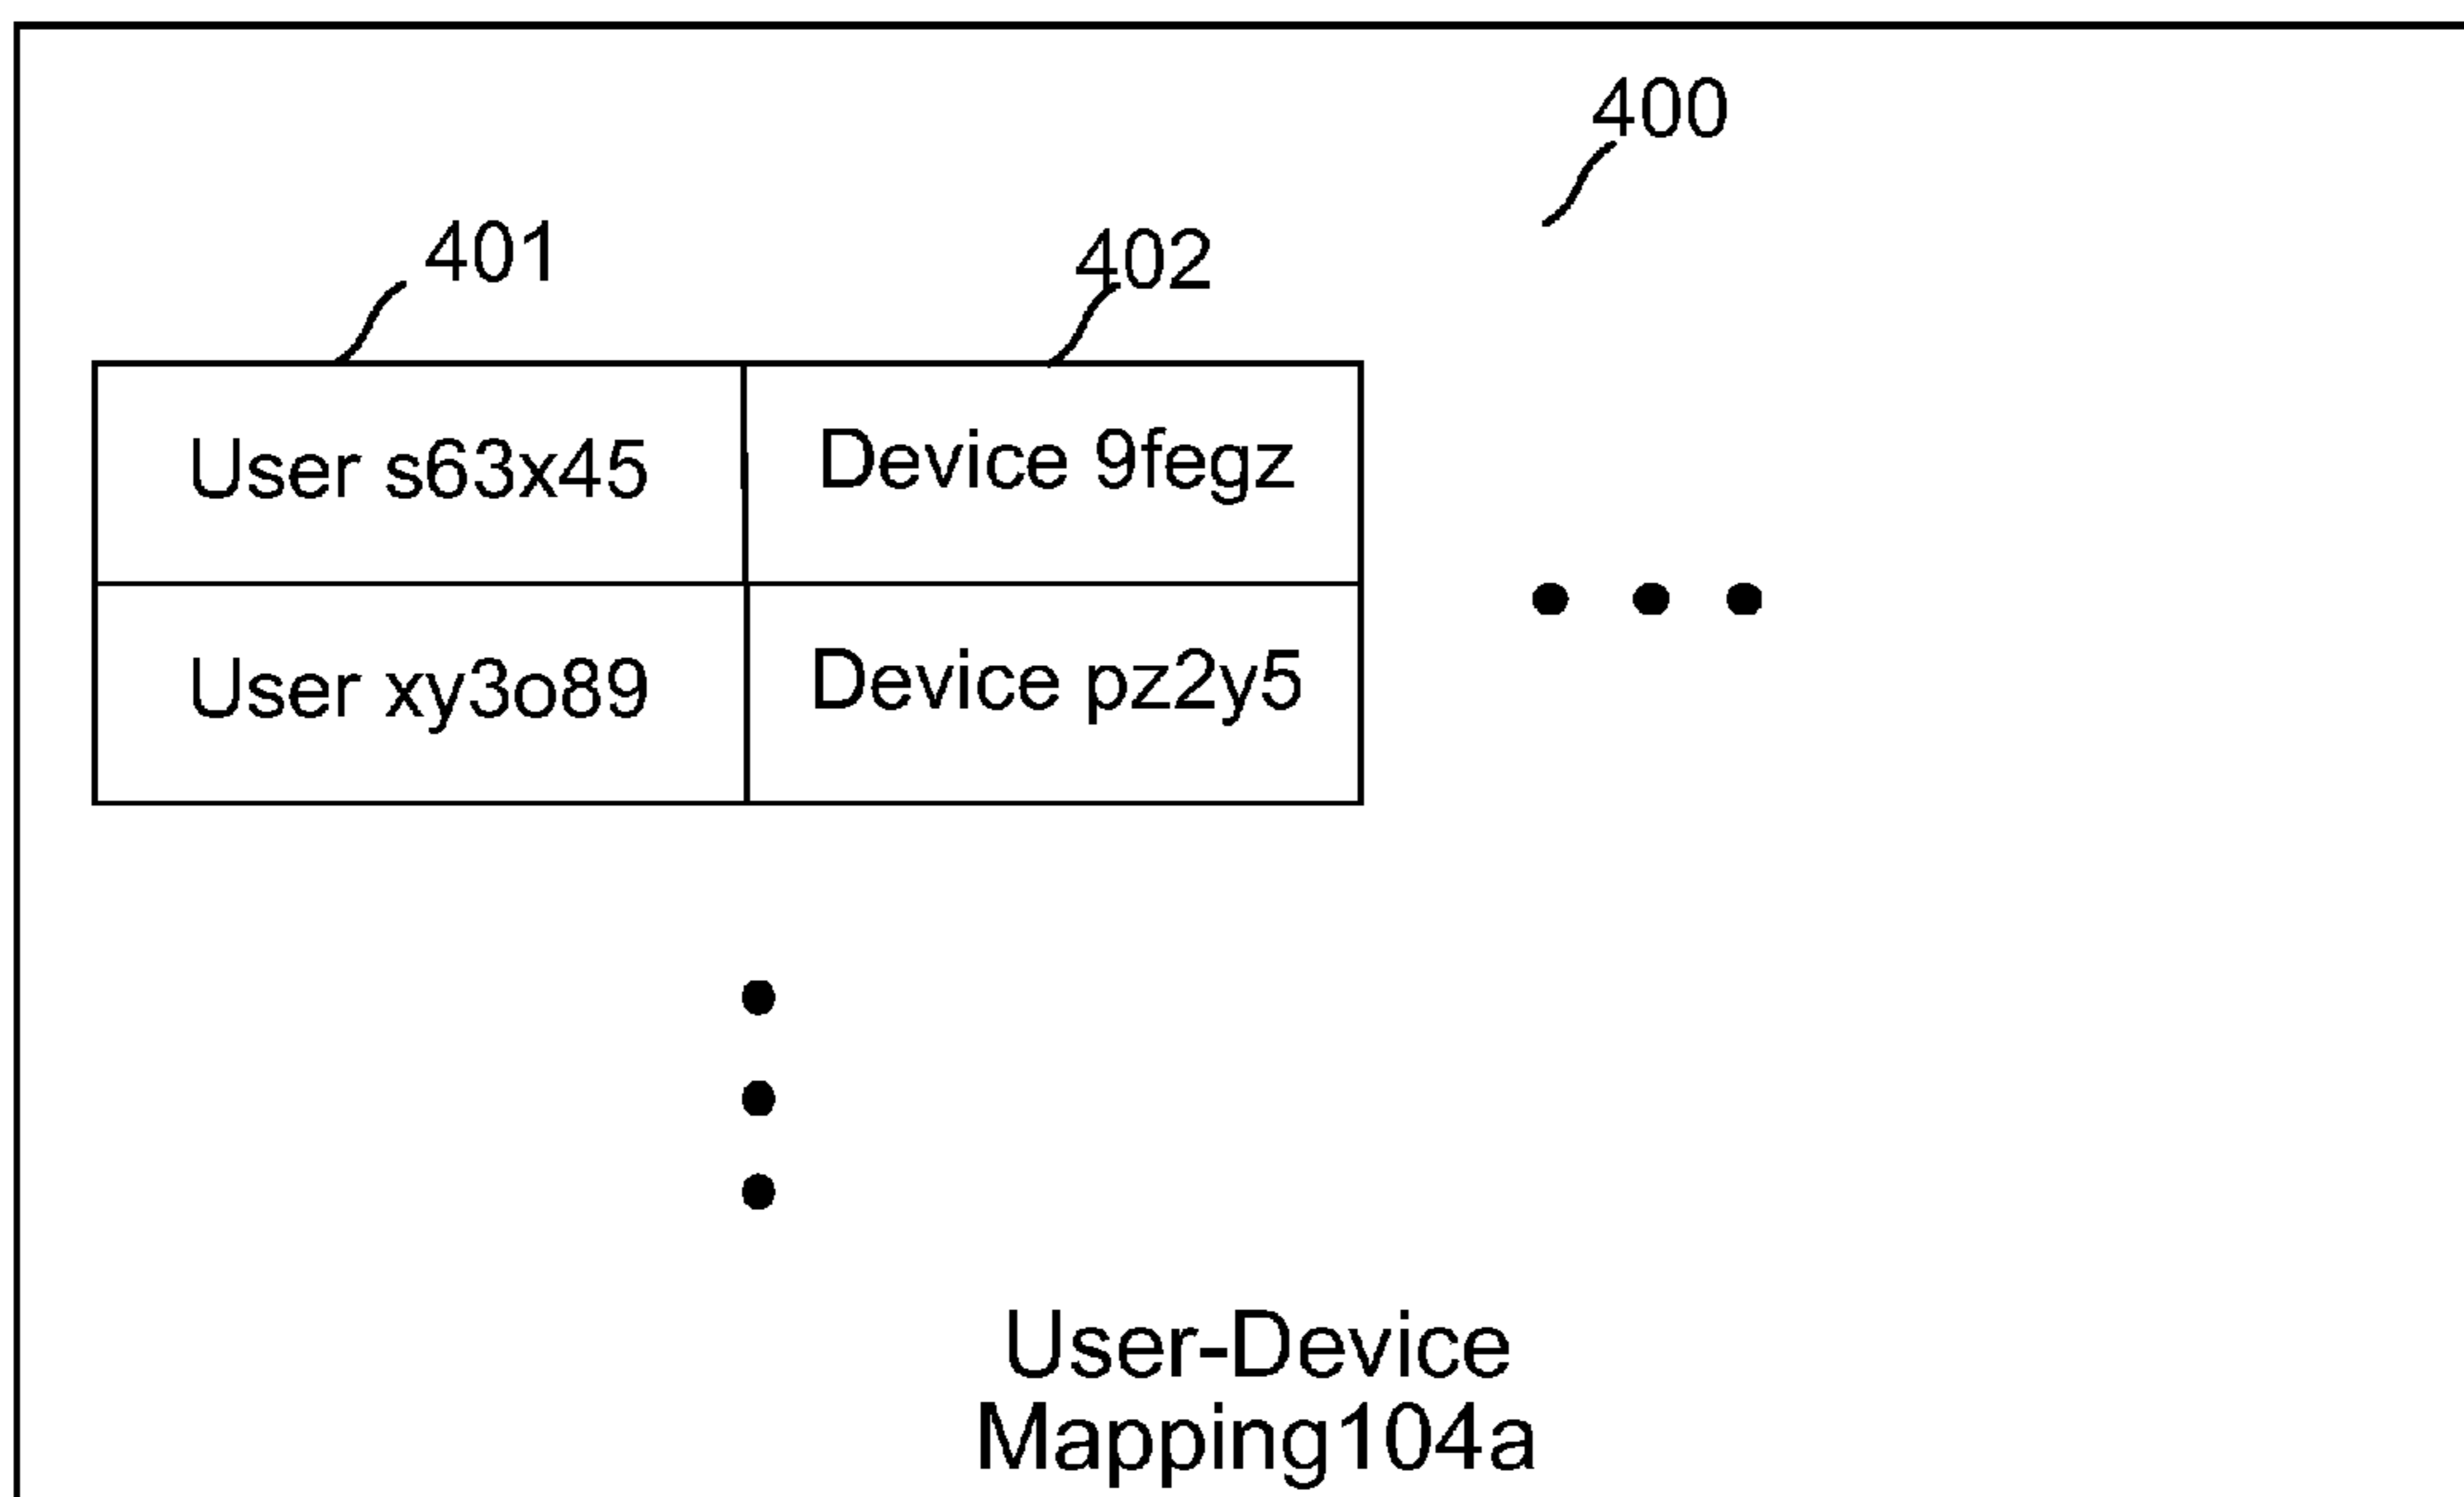 400
401
402
User s63x45
Device 9fegz
User xy3o89
Device pz2y5
User-Device
Mapping104a